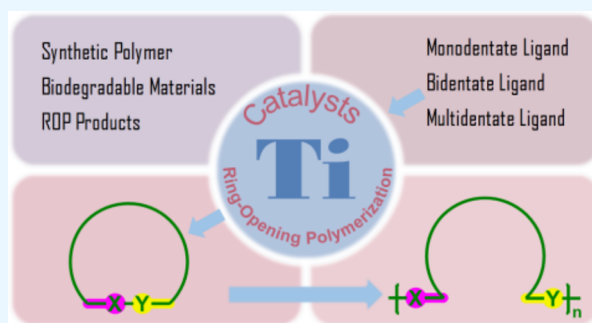 Synthetic Polymer
Biodegradable Materials
ROP Products
Monodentate Ligand
Bidentate Ligand
Multidentate Ligand
Catalysts
Ti
Ring-Opening Polymerization
X Y
X Y n